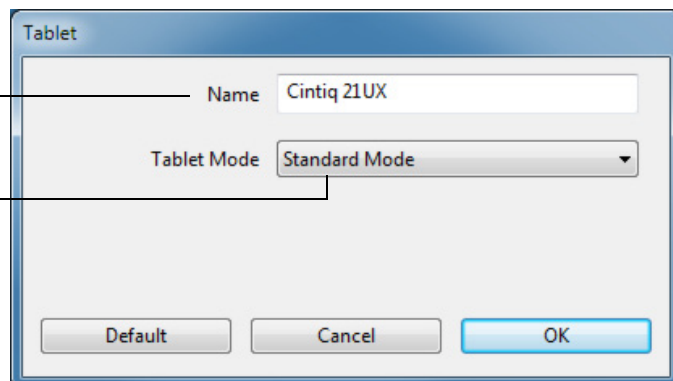 Tablet
Name Cintiq 21UX
Tablet Mode Standard Mode
Default Cancel OK